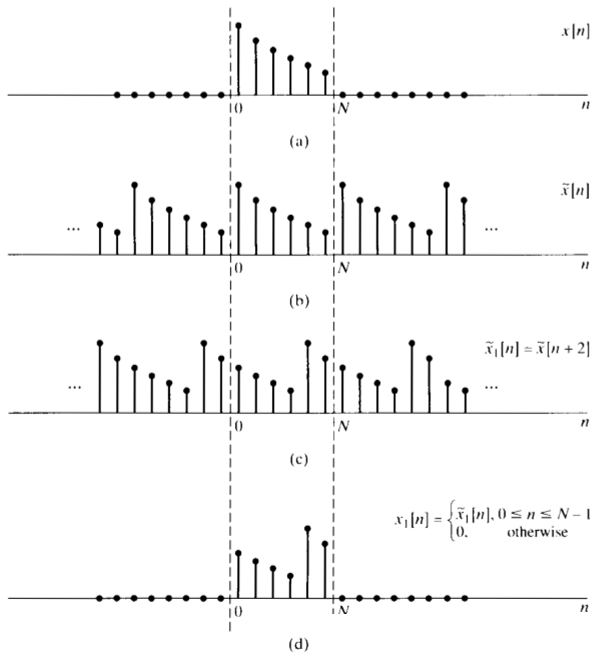 x[n]
0 N n
(a)
x̃[n]
... ...
0 N n
(b)
x̃₁[n] = x̃[n + 2]
... ...
0 N n
(c)
x₁[n] = { x̃₁[n], 0 ≤ n ≤ N − 1
0, otherwise
0 N n
(d)